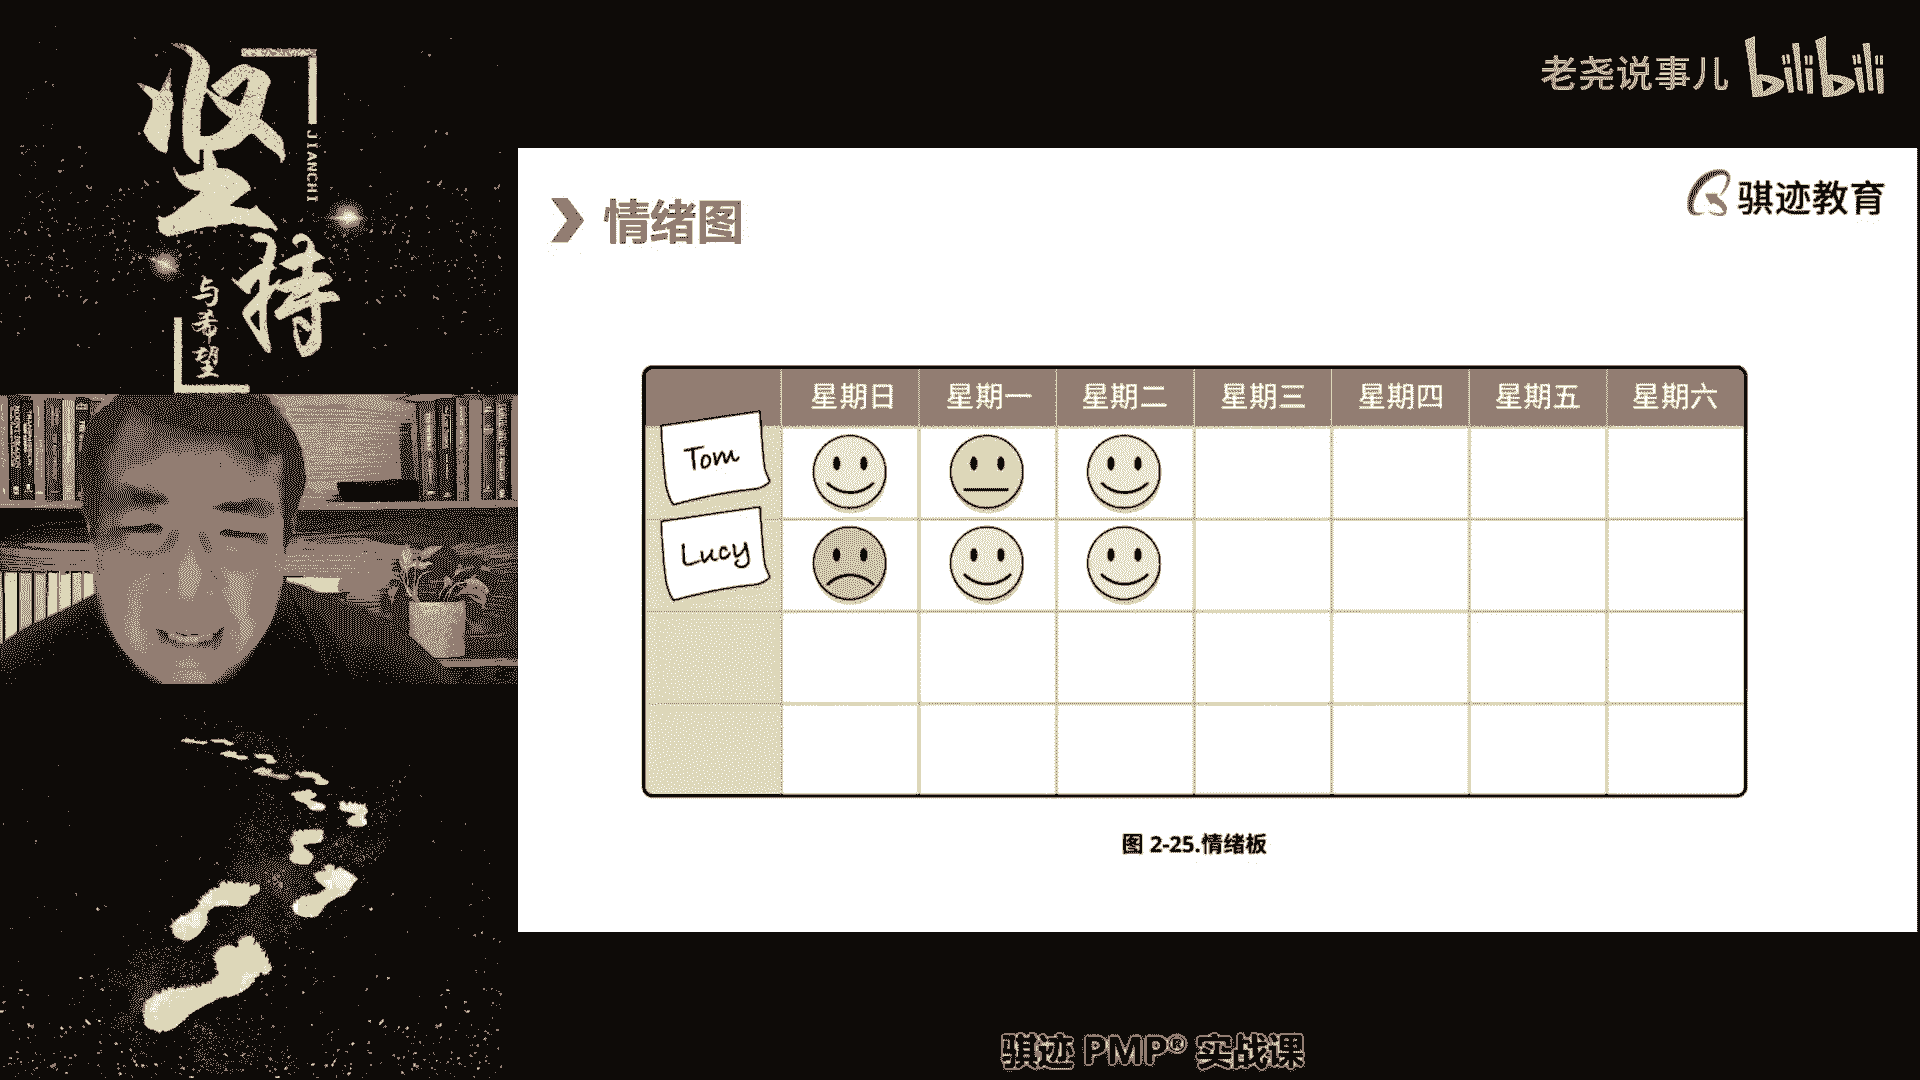 坚持
JIANCHI
与希望
老尧说事儿 bilibili
骐迹教育
情绪图
星期日 星期一 星期二 星期三 星期四 星期五 星期六
Tom
Lucy
图 2-25.情绪板
骐迹 PMP® 实战课